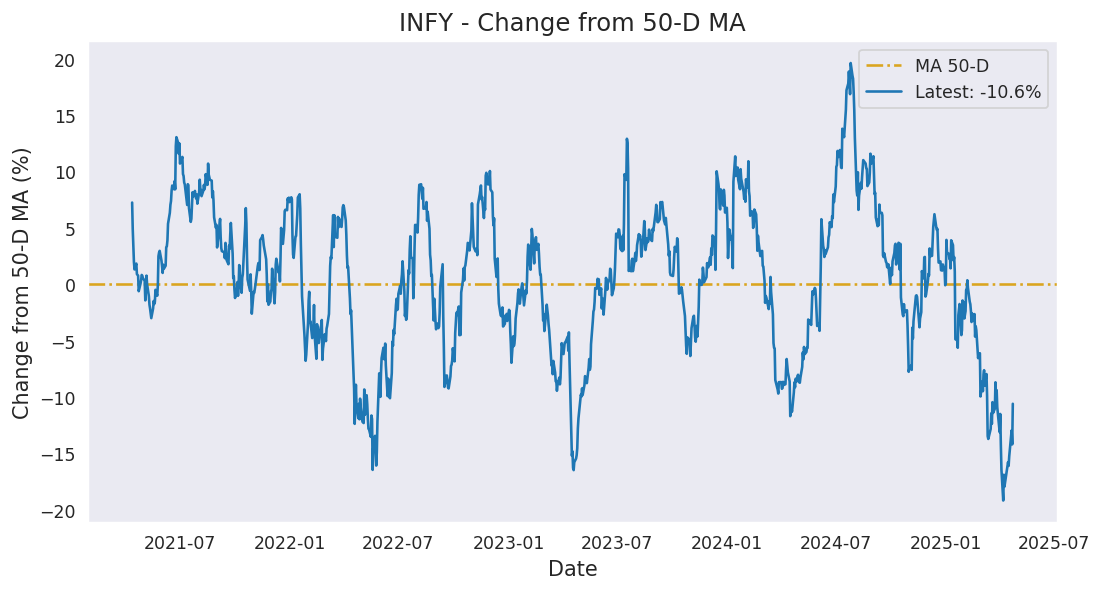 INFY - Change from 50-D MA
MA 50-D
Latest: -10.6%
Change from 50-D MA (%)
20
15
10
5
0
−5
−10
−15
−20
2021-07 2022-01 2022-07 2023-01 2023-07 2024-01 2024-07 2025-01 2025-07
Date